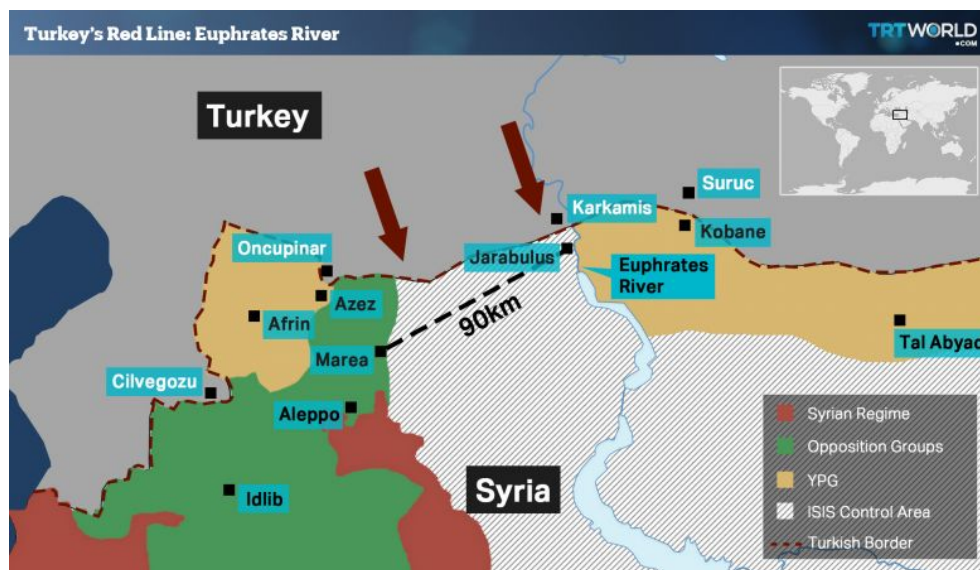 Turkey's Red Line: Euphrates River
TRTWORLD
.COM
Turkey
Suruc
Karkamis
Kobane
Oncupinar
Jarabulus
Euphrates
River
Azez
90km
Afrin
Tal Abyad
Marea
Cilvegozu
Aleppo
Syrian Regime
Opposition Groups
Syria
Idlib
YPG
ISIS Control Area
Turkish Border